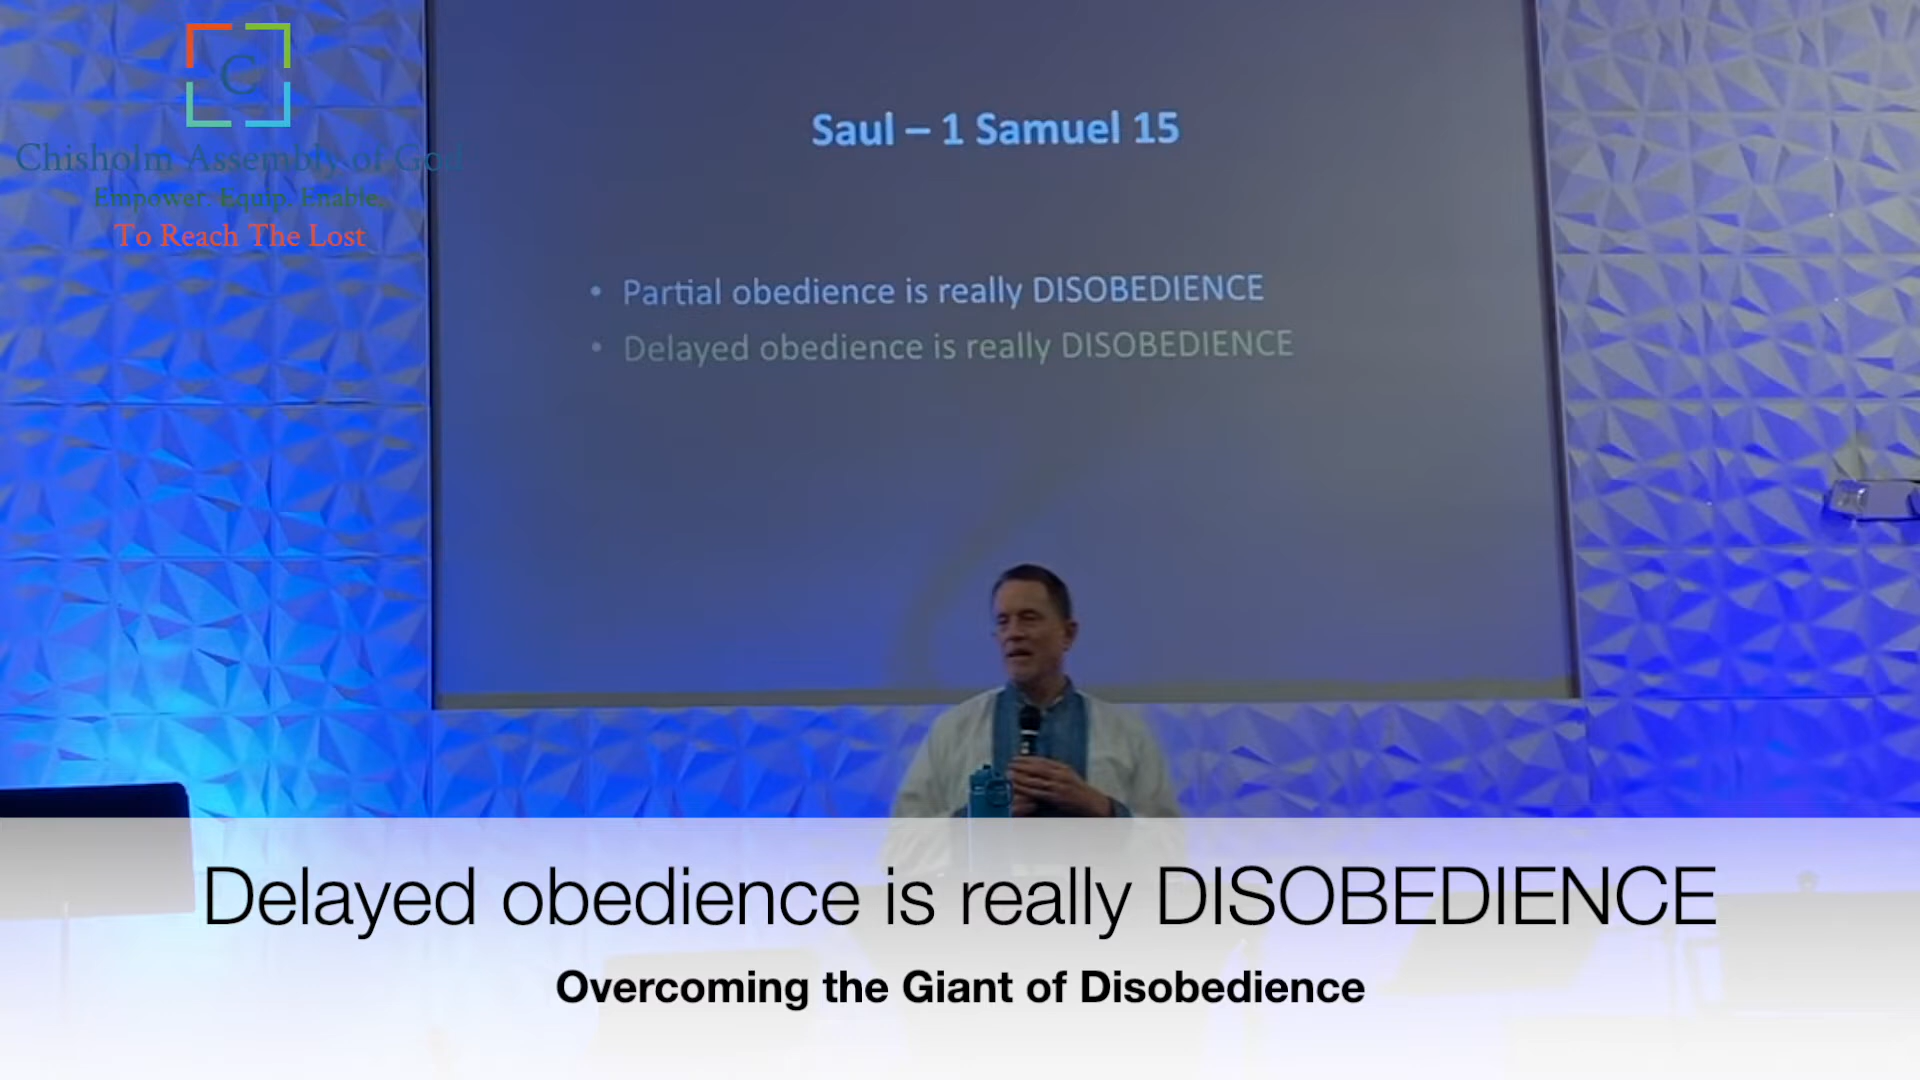 C
Chisholm Assembly of God
Empower. Equip. Enable.
To Reach The Lost
Saul – 1 Samuel 15
• Partial obedience is really DISOBEDIENCE
• Delayed obedience is really DISOBEDIENCE
Delayed obedience is really DISOBEDIENCE
Overcoming the Giant of Disobedience